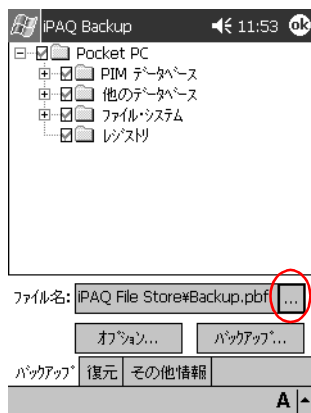 iPAQ Backup 11:53 ok
Pocket PC
PIM ﾃﾞｰﾀﾍﾞｰｽ
他のﾃﾞｰﾀﾍﾞｰｽ
ﾌｧｲﾙ･ｼｽﾃﾑ
ﾚｼﾞｽﾄﾘ
ﾌｧｲﾙ名: iPAQ File Store¥Backup.pbf ...
ｵﾌﾟｼｮﾝ... ﾊﾞｯｸｱｯﾌﾟ...
ﾊﾞｯｸｱｯﾌﾟ 復元 その他情報
A